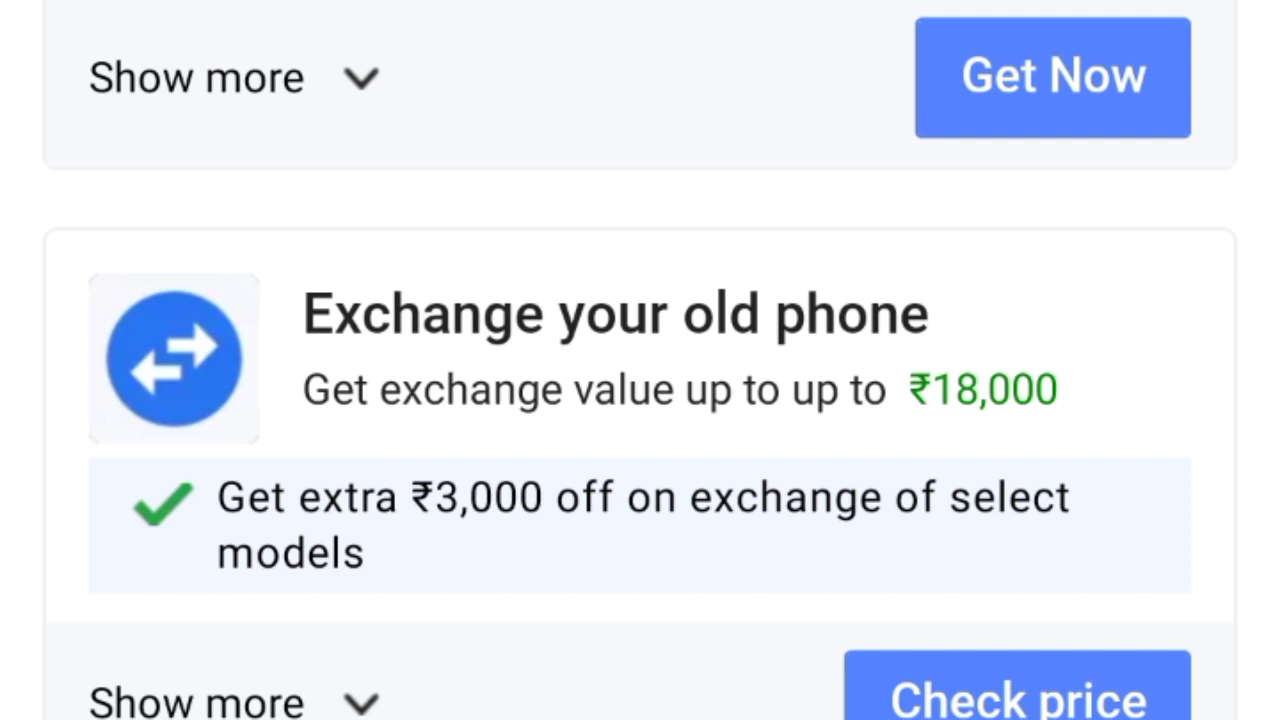 Show more
Get Now
Exchange your old phone
Get exchange value up to up to ₹18,000
Get extra ₹3,000 off on exchange of select
models
Show more
Check price